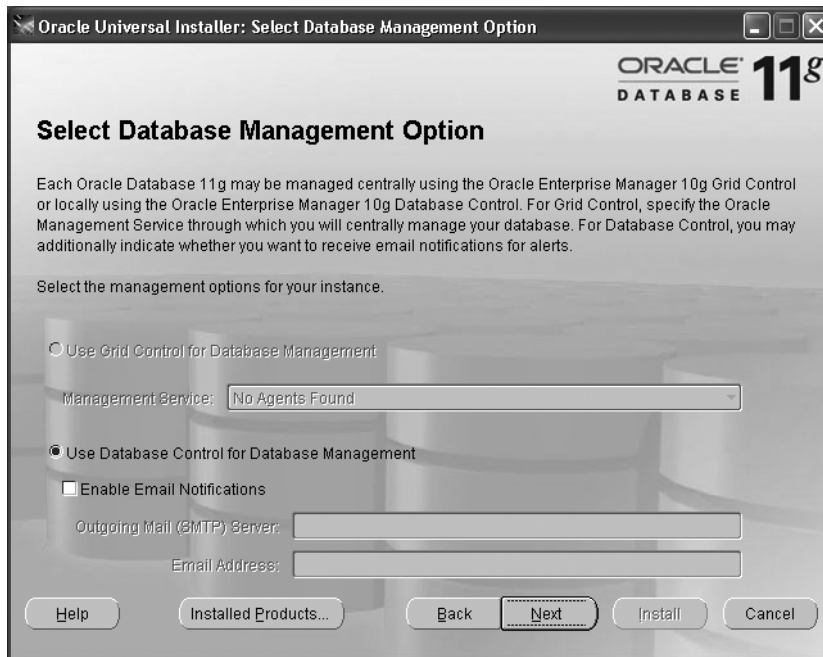 Oracle Universal Installer: Select Database Management Option
ORACLE
DATABASE 11g
Select Database Management Option
Each Oracle Database 11g may be managed centrally using the Oracle Enterprise Manager 10g Grid Control
or locally using the Oracle Enterprise Manager 10g Database Control. For Grid Control, specify the Oracle
Management Service through which you will centrally manage your database. For Database Control, you may
additionally indicate whether you want to receive email notifications for alerts.
Select the management options for your instance.
Use Grid Control for Database Management
Management Service: No Agents Found
Use Database Control for Database Management
Enable Email Notifications
Outgoing Mail (SMTP) Server:
Email Address:
Help Installed Products... Back Next Install Cancel